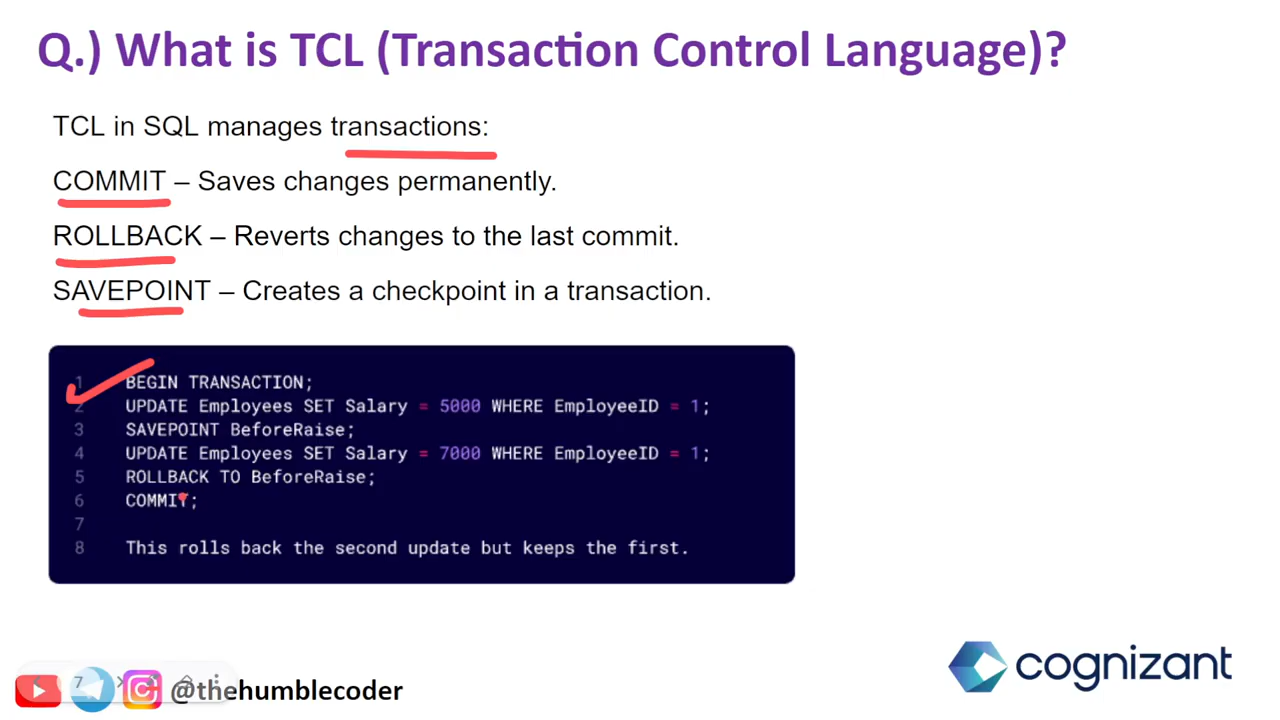 Q.) What is TCL (Transaction Control Language)?
TCL in SQL manages transactions:
COMMIT – Saves changes permanently.
ROLLBACK – Reverts changes to the last commit.
SAVEPOINT – Creates a checkpoint in a transaction.
1 BEGIN TRANSACTION;
2 UPDATE Employees SET Salary = 5000 WHERE EmployeeID = 1;
3 SAVEPOINT BeforeRaise;
4 UPDATE Employees SET Salary = 7000 WHERE EmployeeID = 1;
5 ROLLBACK TO BeforeRaise;
6 COMMIT;
7
8 This rolls back the second update but keeps the first.
7
@thehumblecoder
cognizant